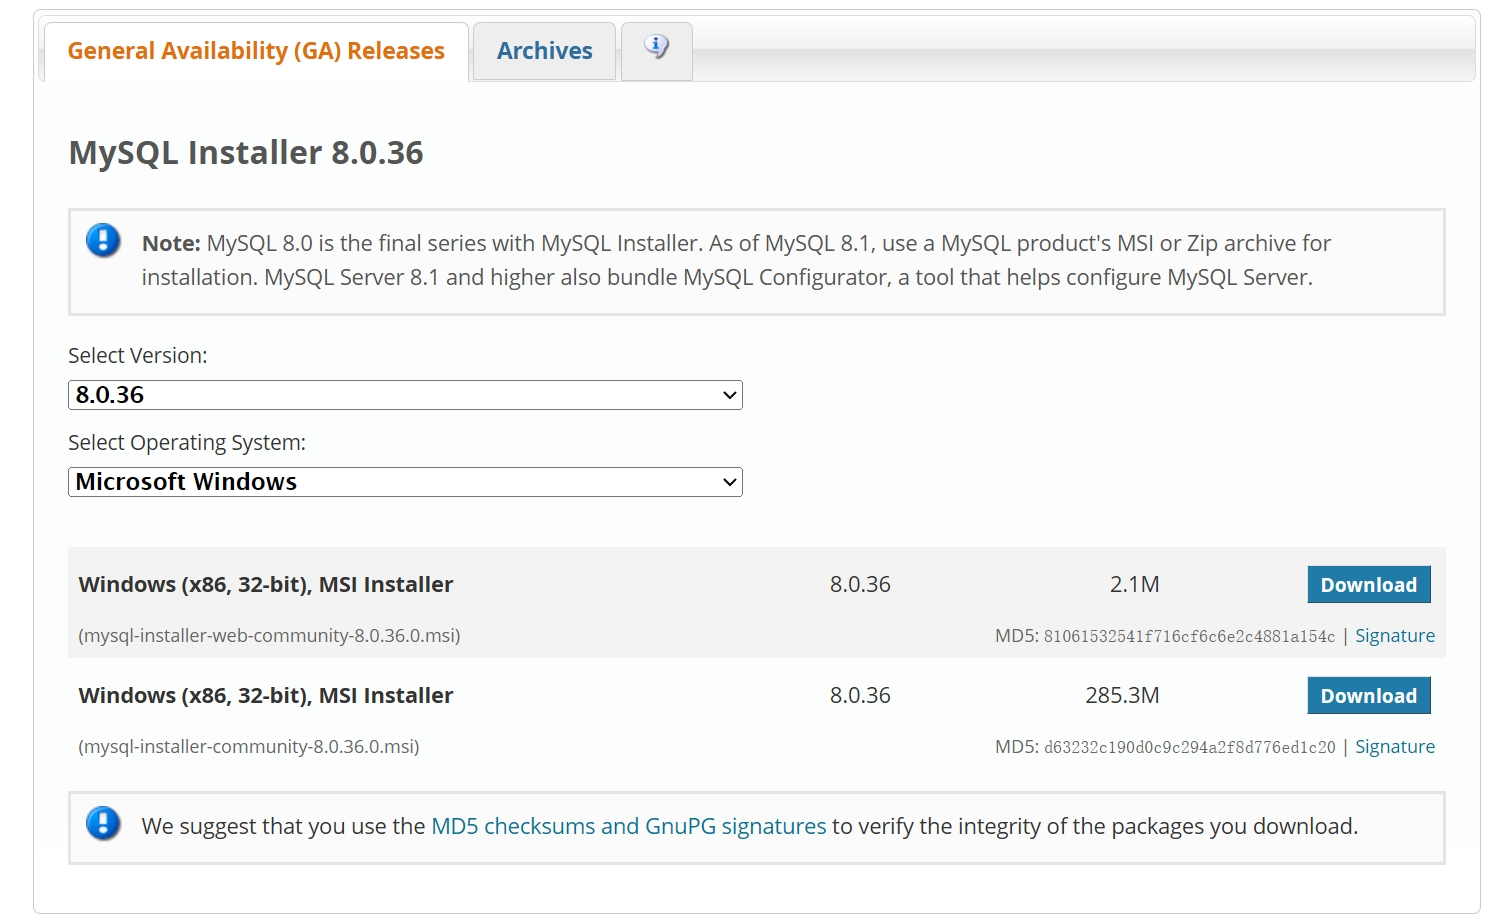 General Availability (GA) Releases
Archives
MySQL Installer 8.0.36
Note: MySQL 8.0 is the final series with MySQL Installer. As of MySQL 8.1, use a MySQL product's MSI or Zip archive for
installation. MySQL Server 8.1 and higher also bundle MySQL Configurator, a tool that helps configure MySQL Server.
Select Version:
8.0.36
Select Operating System:
Microsoft Windows
Windows (x86, 32-bit), MSI Installer 8.0.36 2.1M Download
(mysql-installer-web-community-8.0.36.0.msi) MD5: 81061532541f716cf6c6e2c4881a154c | Signature
Windows (x86, 32-bit), MSI Installer 8.0.36 285.3M Download
(mysql-installer-community-8.0.36.0.msi) MD5: d63232c190d0c9c294a2f8d776ed1c20 | Signature
We suggest that you use the MD5 checksums and GnuPG signatures to verify the integrity of the packages you download.